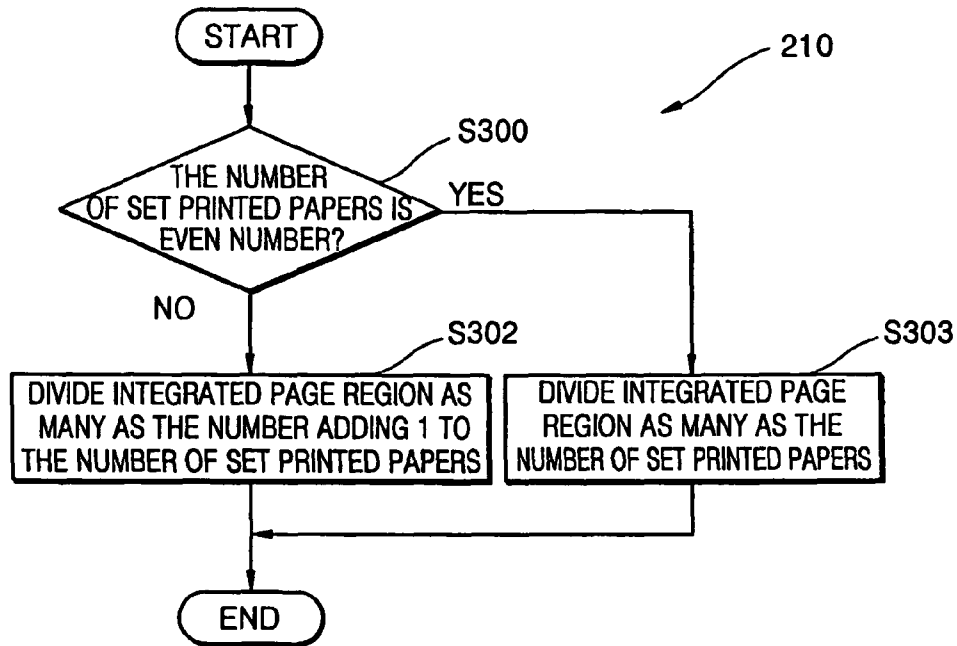 START
210
S300
THE NUMBER
OF SET PRINTED PAPERS IS
EVEN NUMBER?
YES
NO
S302
DIVIDE INTEGRATED PAGE REGION AS
MANY AS THE NUMBER ADDING 1 TO
THE NUMBER OF SET PRINTED PAPERS
S303
DIVIDE INTEGRATED PAGE
REGION AS MANY AS THE
NUMBER OF SET PRINTED PAPERS
END